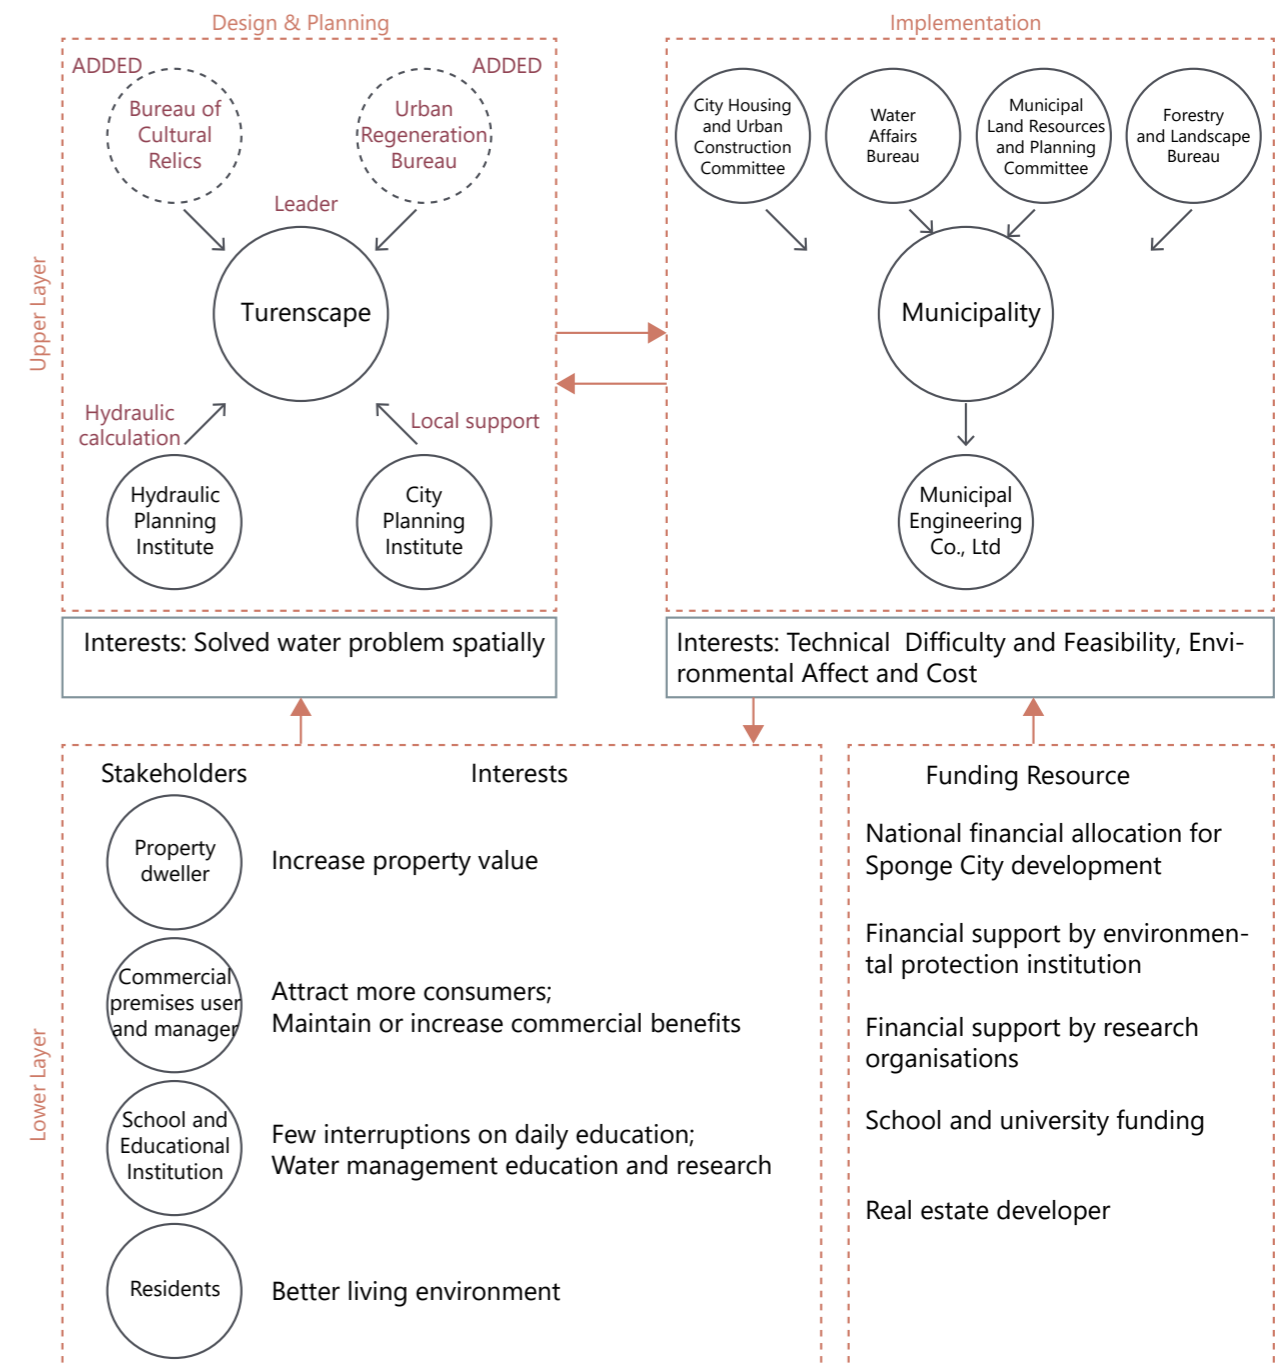 Design & Planning
Implementation
Upper Layer
ADDED
ADDED
Bureau of
Cultural
Relics
Urban
Regeneration
Bureau
Leader
Turenscape
Hydraulic
calculation
Local support
Hydraulic
Planning
Institute
City
Planning
Institute
City Housing
and Urban
Construction
Committee
Water
Affairs
Bureau
Municipal
Land Resources
and Planning
Committee
Forestry
and Landscape
Bureau
Municipality
Municipal
Engineering
Co., Ltd
Interests: Solved water problem spatially
Interests: Technical Difficulty and Feasibility, Envi-
ronmental Affect and Cost
Lower Layer
Stakeholders
Interests
Property
dweller
Increase property value
Commercial
premises user
and manager
Attract more consumers;
Maintain or increase commercial benefits
School and
Educational
Institution
Few interruptions on daily education;
Water management education and research
Residents
Better living environment
Funding Resource
National financial allocation for
Sponge City development
Financial support by environmen-
tal protection institution
Financial support by research
organisations
School and university funding
Real estate developer